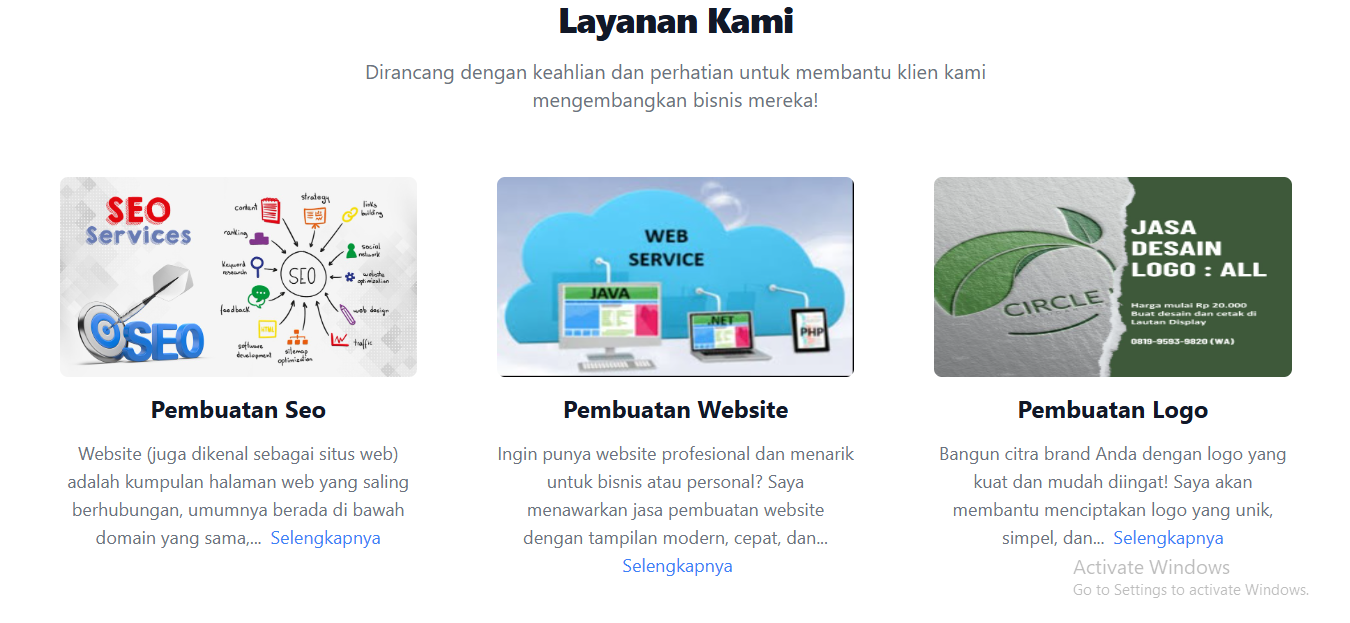 Layanan Kami
Dirancang dengan keahlian dan perhatian untuk membantu klien kami
mengembangkan bisnis mereka!
SEO
Services
SEO
content
strategy
links
building
ranking
social
network
keyword
research
SEO
website
optimization
feedback
web design
HTML
software
development
sitemap
optimization
traffic
Pembuatan Seo
Website (juga dikenal sebagai situs web)
adalah kumpulan halaman web yang saling
berhubungan, umumnya berada di bawah
domain yang sama,... Selengkapnya
WEB
SERVICE
JAVA
.NET
PHP
Pembuatan Website
Ingin punya website profesional dan menarik
untuk bisnis atau personal? Saya
menawarkan jasa pembuatan website
dengan tampilan modern, cepat, dan...
Selengkapnya
CIRCLE
JASA
DESAIN
LOGO : ALL
Harga mulai Rp 20.000
Buat desain dan cetak di
Lautan Display
0819-9593-9820 (WA)
Pembuatan Logo
Bangun citra brand Anda dengan logo yang
kuat dan mudah diingat! Saya akan
membantu menciptakan logo yang unik,
simpel, dan... Selengkapnya
Activate Windows
Go to Settings to activate Windows.